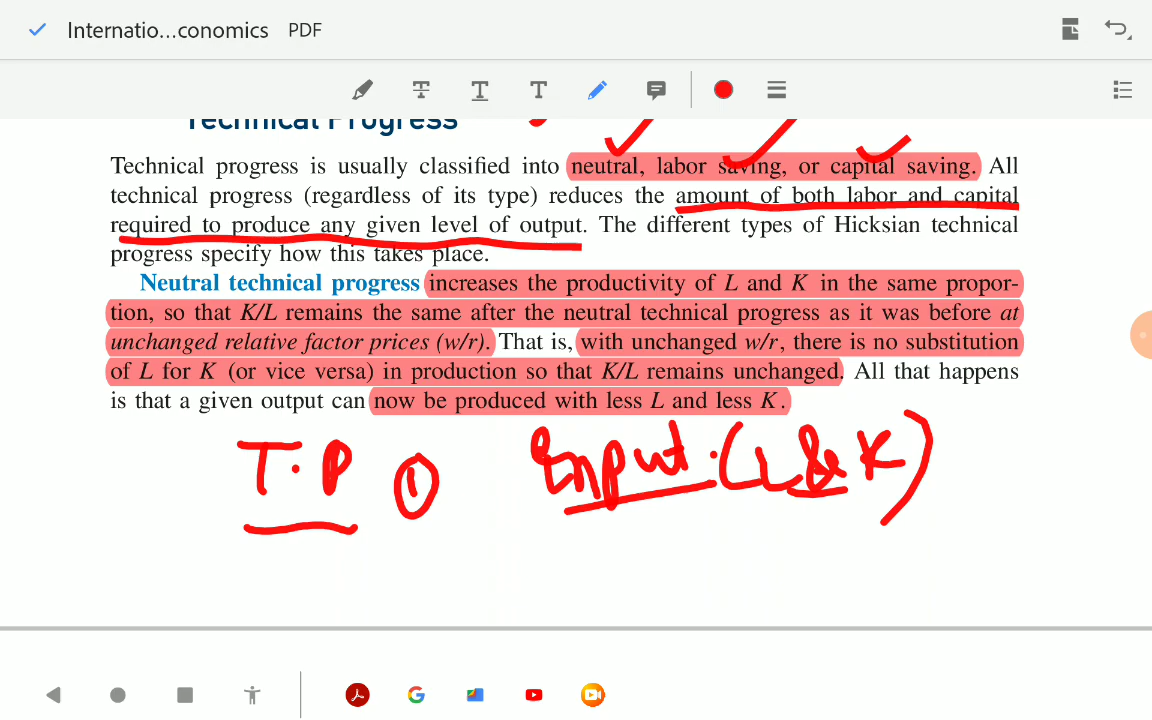 Internatio...conomics PDF
Technical Progress
Technical progress is usually classified into neutral, labor saving, or capital saving. All
technical progress (regardless of its type) reduces the amount of both labor and capital
required to produce any given level of output. The different types of Hicksian technical
progress specify how this takes place.
Neutral technical progress increases the productivity of L and K in the same propor-
tion, so that K/L remains the same after the neutral technical progress as it was before at
unchanged relative factor prices (w/r). That is, with unchanged w/r, there is no substitution
of L for K (or vice versa) in production so that K/L remains unchanged. All that happens
is that a given output can now be produced with less L and less K.
T.P ① Input. (L & K)